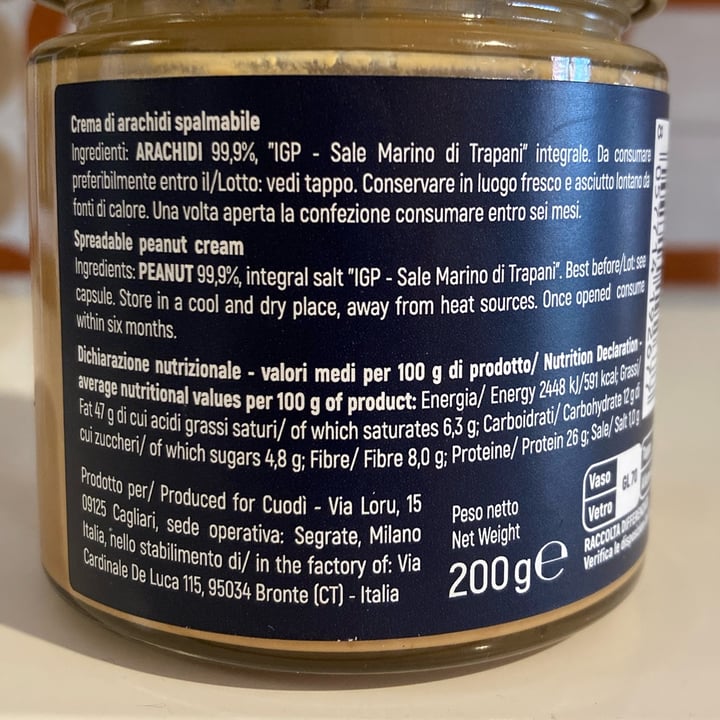 Crema di arachidi spalmabile
Ingredienti: ARACHIDI 99,9%, "IGP - Sale Marino di Trapani" integrale. Da consumare
preferibilmente entro il/Lotto: vedi tappo. Conservare in luogo fresco e asciutto lontano da
fonti di calore. Una volta aperta la confezione consumare entro sei mesi.
Spreadable peanut cream
Ingredients: PEANUT 99,9%, integral salt "IGP - Sale Marino di Trapani". Best before/Lot: see
capsule. Store in a cool and dry place, away from heat sources. Once opened consume
within six months.
Dichiarazione nutrizionale - valori medi per 100 g di prodotto/ Nutrition Declaration -
average nutritional values per 100 g of product: Energia/ Energy 2448 kJ/591 kcal; Grassi/
Fat 47 g di cui acidi grassi saturi/ of which saturates 6,3 g; Carboidrati/ Carbohydrate 12 g di
cui zuccheri/ of which sugars 4,8 g; Fibre/ Fibre 8,0 g; Proteine/ Protein 26 g; Sale/ Salt 1,0 g
Prodotto per/ Produced for Cuodì - Via Loru, 15
09125 Cagliari, sede operativa: Segrate, Milano
Italia, nello stabilimento di/ in the factory of: Via
Cardinale De Luca 115, 95034 Bronte (CT) - Italia
Peso netto
Net Weight
200 g e
Vaso
Vetro
GL 70
RACCOLTA
Verifica le